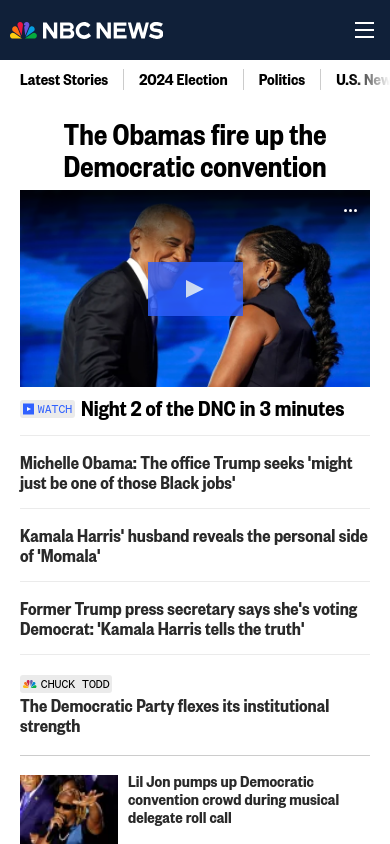 NBC NEWS
Latest Stories
2024 Election
Politics
U.S. New
The Obamas fire up the
Democratic convention
WATCH Night 2 of the DNC in 3 minutes
Michelle Obama: The office Trump seeks 'might
just be one of those Black jobs'
Kamala Harris' husband reveals the personal side
of 'Momala'
Former Trump press secretary says she's voting
Democrat: 'Kamala Harris tells the truth'
CHUCK TODD
The Democratic Party flexes its institutional
strength
Lil Jon pumps up Democratic
convention crowd during musical
delegate roll call